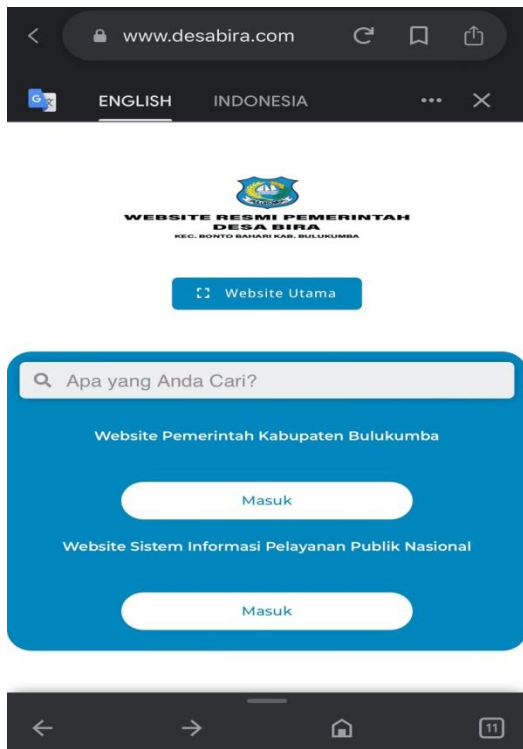 www.desabira.com
ENGLISH INDONESIA
WEBSITE RESMI PEMERINTAH
DESA BIRA
KEC. BONTO BAHARI KAB. BULUKUMBA
Website Utama
Apa yang Anda Cari?
Website Pemerintah Kabupaten Bulukumba
Masuk
Website Sistem Informasi Pelayanan Publik Nasional
Masuk
11